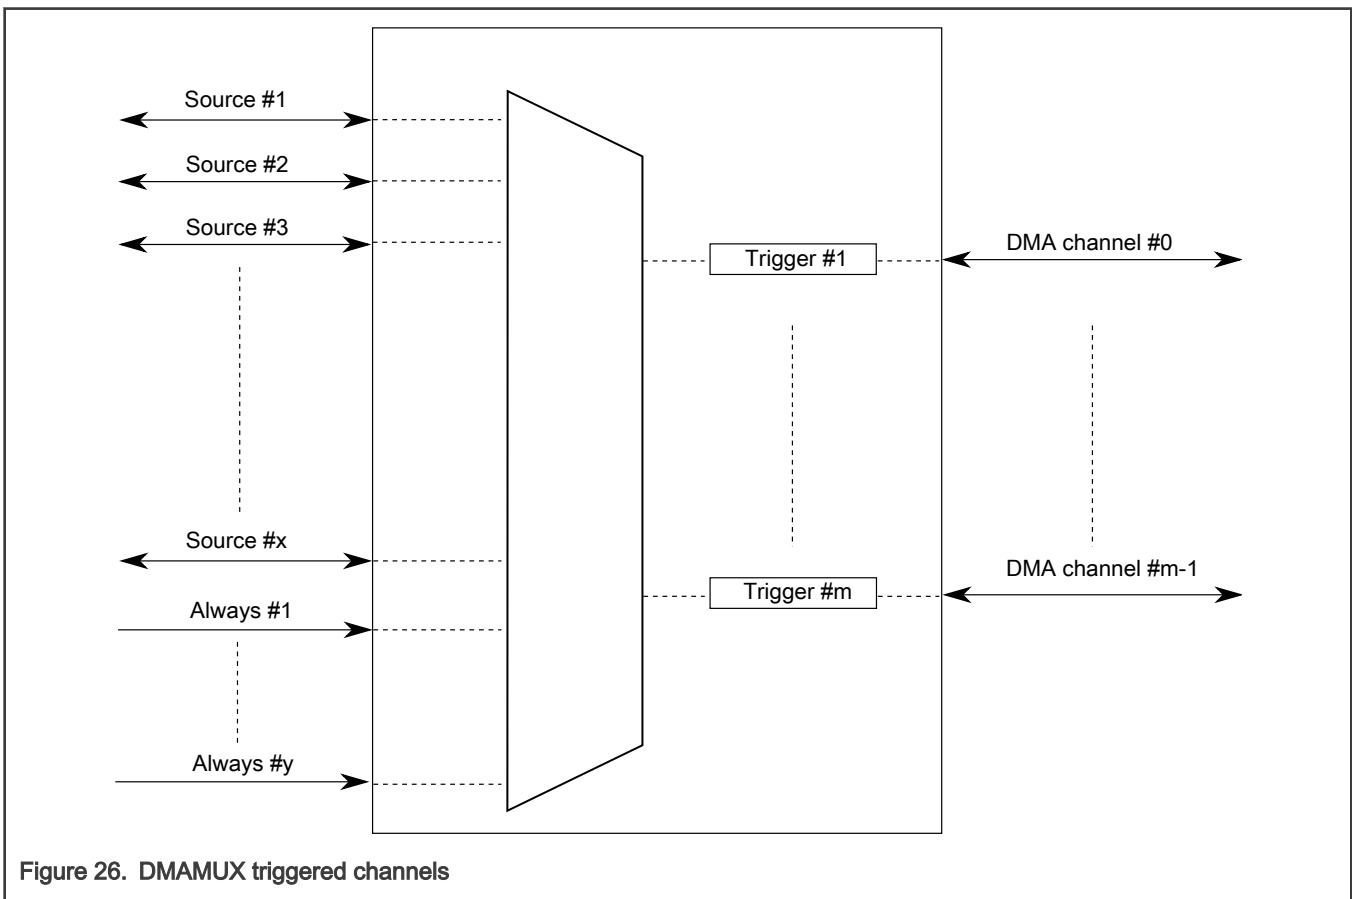 Source #1
Source #2
Source #3
Source #x
Always #1
Always #y
Trigger #1
Trigger #m
DMA channel #0
DMA channel #m-1
Figure 26. DMAMUX triggered channels